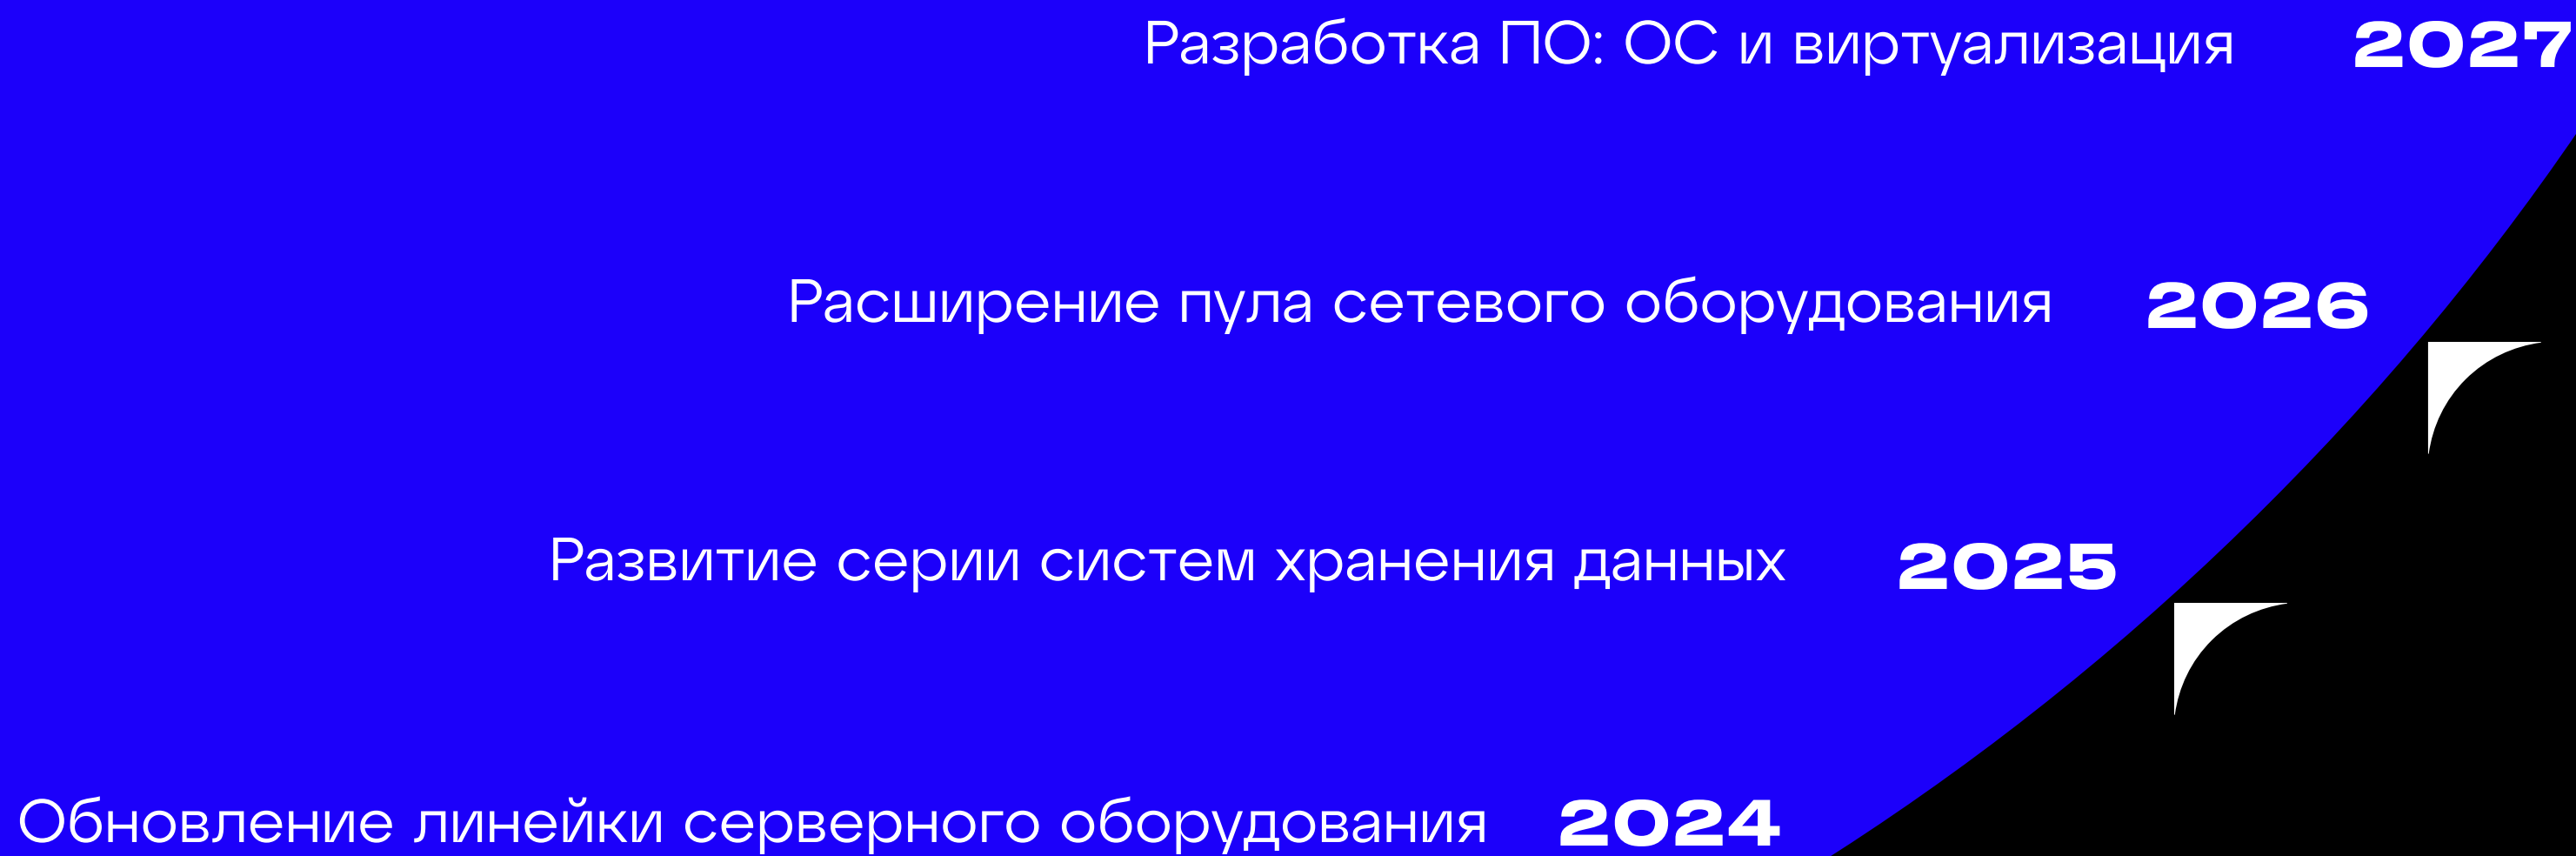 Разработка ПО: ОС и виртуализация 2027
Расширение пула сетевого оборудования 2026
Развитие серии систем хранения данных 2025
Обновление линейки серверного оборудования 2024